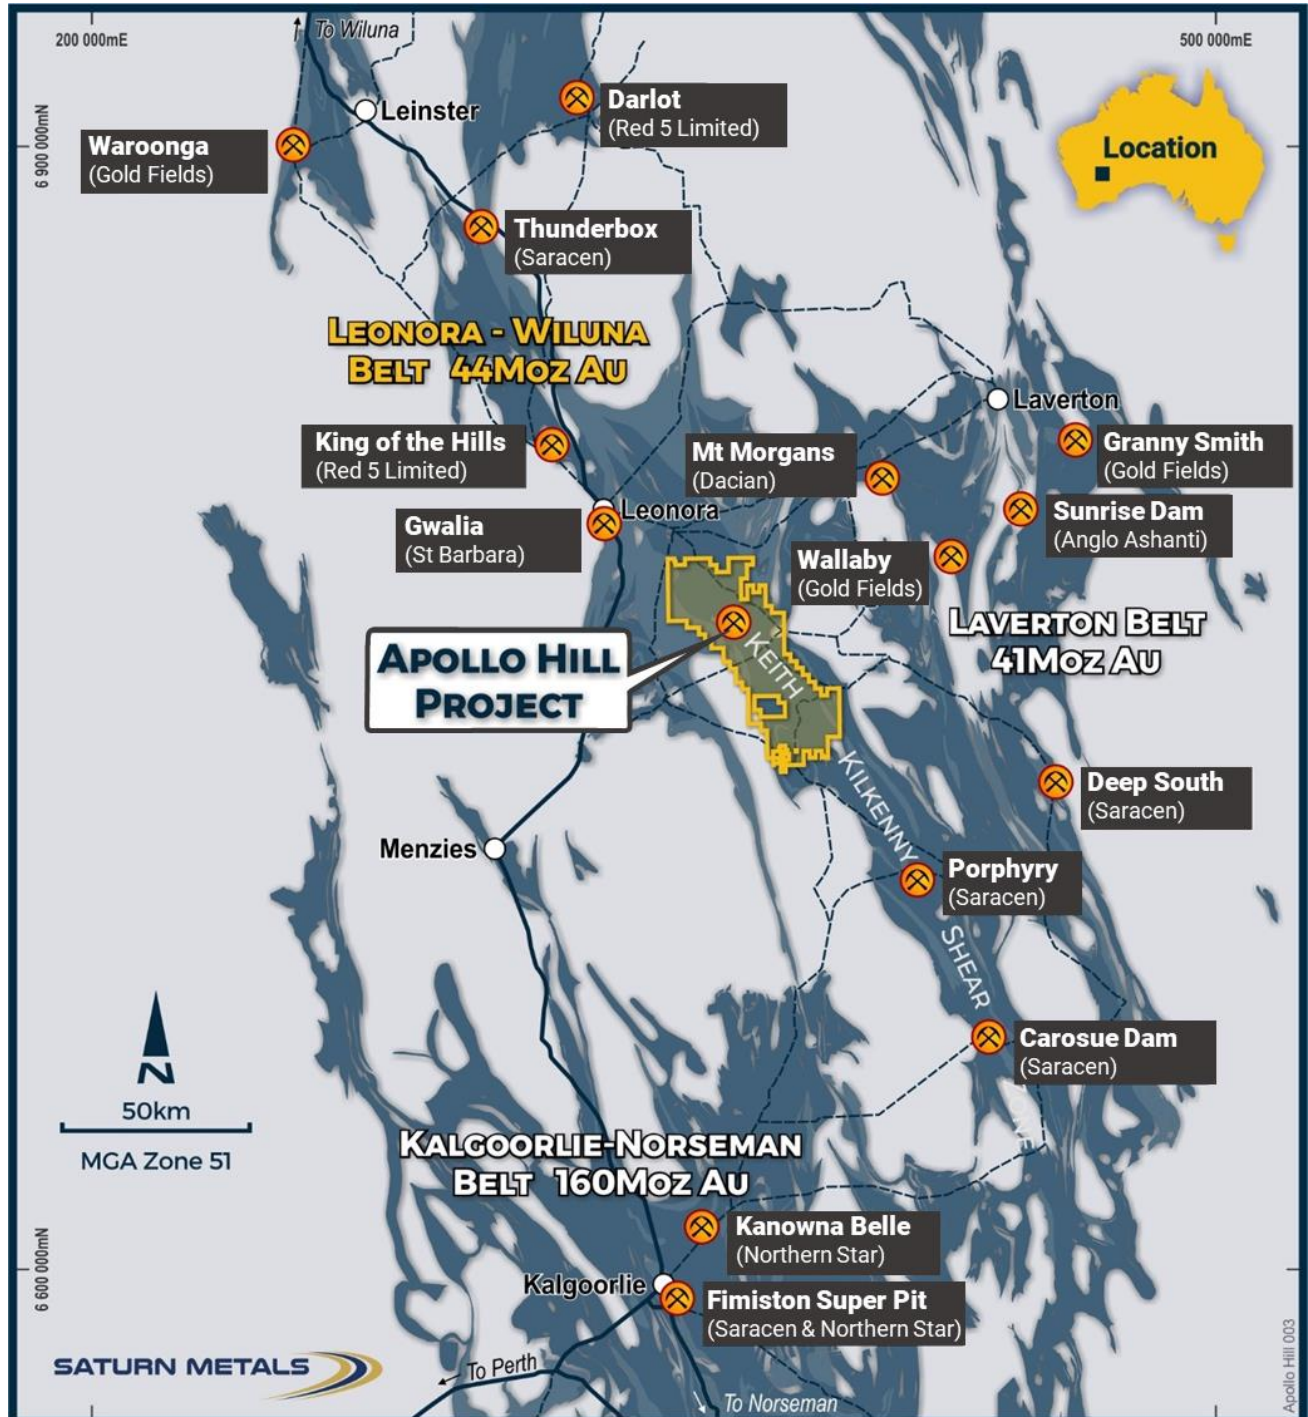 To Wiluna
200 000mE
500 000mE
6 900 000mN
Leinster
Darlot
(Red 5 Limited)
Waroonga
(Gold Fields)
Location
Thunderbox
(Saracen)
LEONORA - WILUNA
BELT 44MOZ AU
Laverton
King of the Hills
(Red 5 Limited)
Mt Morgans
(Dacian)
Granny Smith
(Gold Fields)
Leonora
Gwalia
(St Barbara)
Sunrise Dam
(Anglo Ashanti)
Wallaby
(Gold Fields)
LAVERTON BELT
41MOZ AU
APOLLO HILL
PROJECT
KEITH
KILKENNY
SHEAR
ZONE
Deep South
(Saracen)
Menzies
Porphyry
(Saracen)
Carosue Dam
(Saracen)
N
50km
MGA Zone 51
KALGOORLIE-NORSEMAN
BELT 160MOZ AU
Kanowna Belle
(Northern Star)
6 600 000mN
Kalgoorlie
Fimiston Super Pit
(Saracen & Northern Star)
SATURN METALS
To Perth
To Norseman
Apollo Hill 003